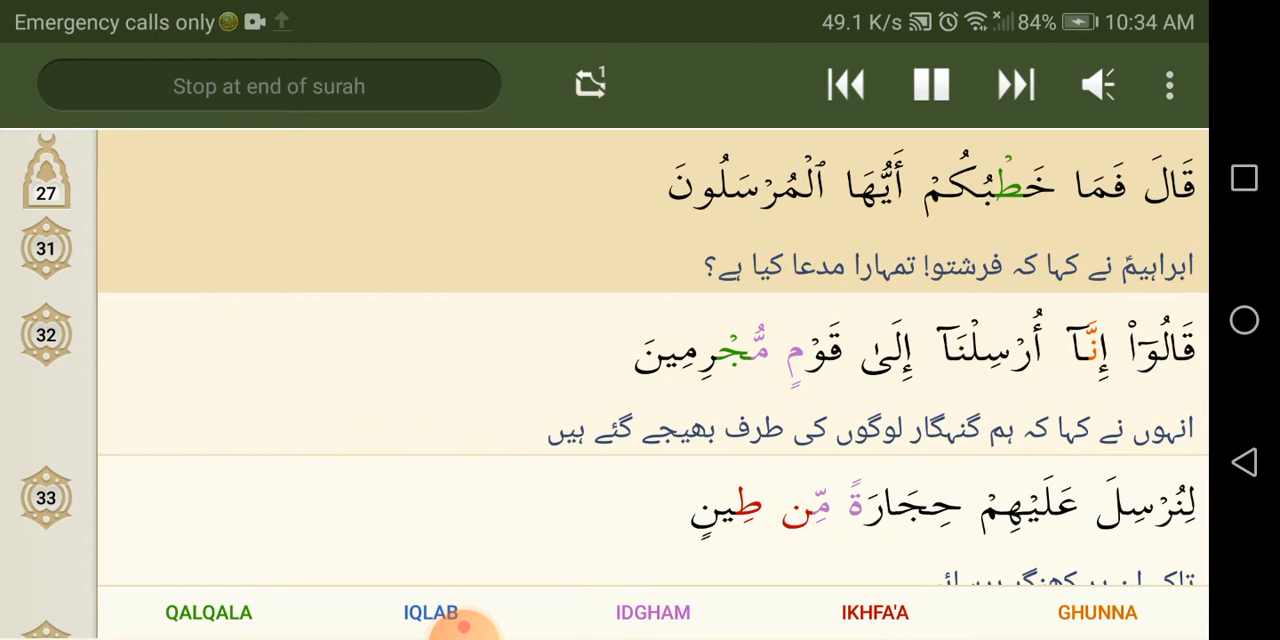 Emergency calls only 49.1 K/s 84% 10:34 AM
Stop at end of surah 1
27
31
قَالَ فَمَا خَطۡبُكُمۡ أَيُّهَا ٱلۡمُرۡسَلُونَ
ابراہیمؑ نے کہا کہ فرشتو! تمہارا مدعا کیا ہے؟
32
قَالُوٓاْ إِنَّآ أُرۡسِلۡنَآ إِلَىٰ قَوۡمٖ مُّجۡرِمِينَ
انہوں نے کہا کہ ہم گنہگار لوگوں کی طرف بھیجے گئے ہیں
33
لِنُرۡسِلَ عَلَيۡهِمۡ حِجَارَةٗ مِّن طِينٖ
QALQALA IQLAB IDGHAM IKHFA'A GHUNNA